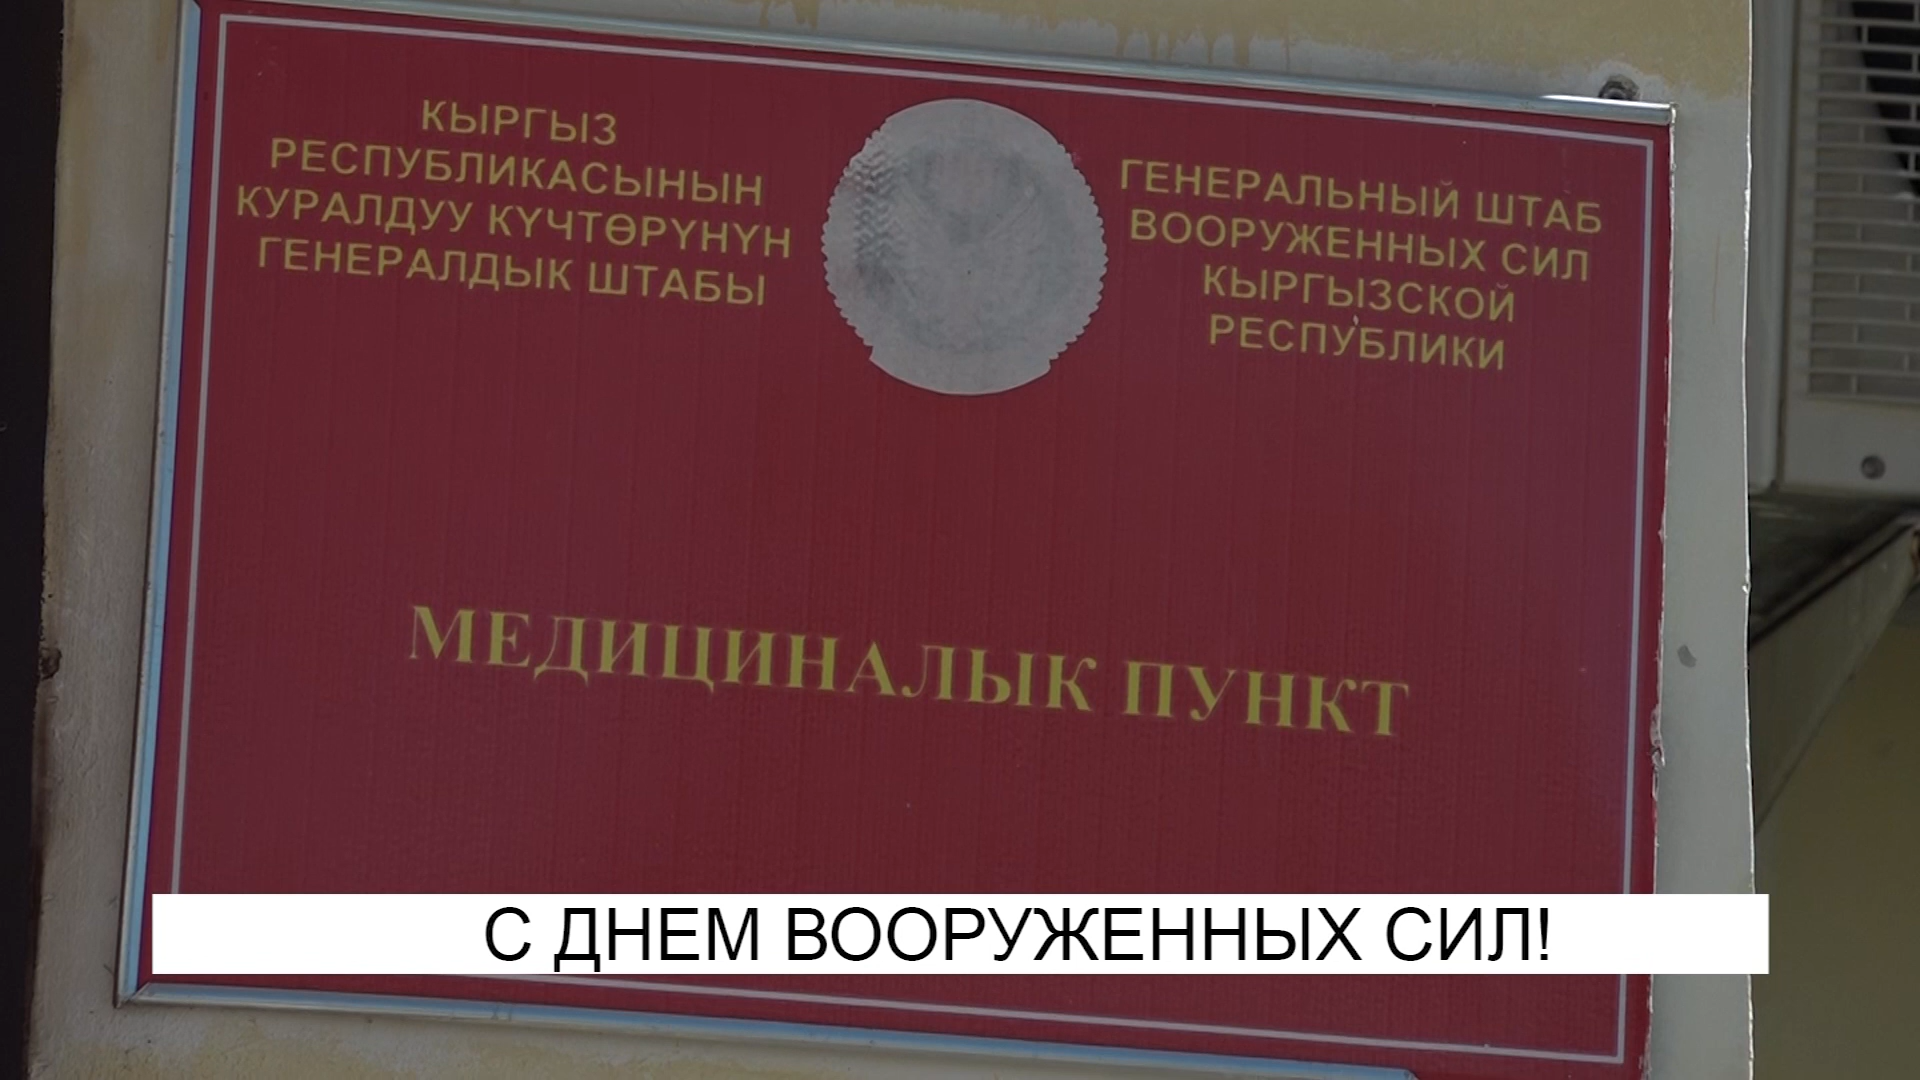 КЫРГЫЗ
РЕСПУБЛИКАСЫНЫН
КУРАЛДУУ КҮЧТӨРҮНҮН
ГЕНЕРАЛДЫК ШТАБЫ
ГЕНЕРАЛЬНЫЙ ШТАБ
ВООРУЖЕННЫХ СИЛ
КЫРГЫЗСКОЙ
РЕСПУБЛИКИ
МЕДИЦИНАЛЫК ПУНКТ
С ДНЕМ ВООРУЖЕННЫХ СИЛ!